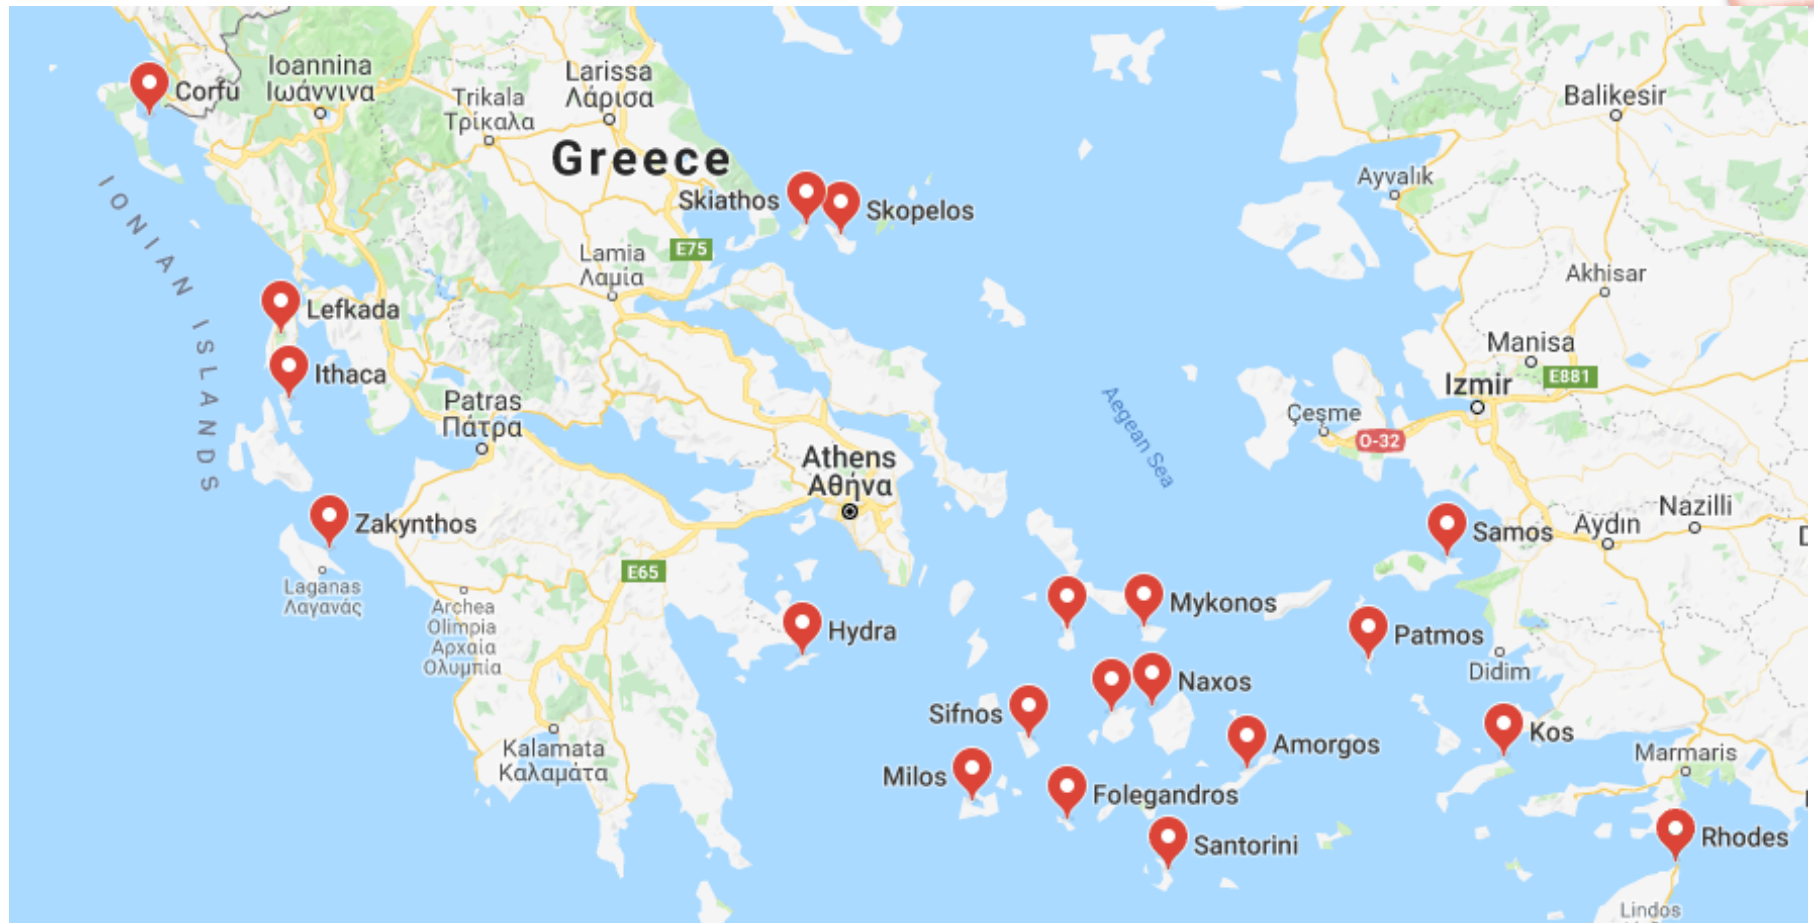 Corfu
Ioannina
Ιωάννινα
Larissa
Λάρισα
Trikala
Τρίκαλα
Balikesir
Greece
Ayvalık
Skiathos
Skopelos
IONIAN ISLANDS
E75
Lamia
Λαμία
Akhisar
Lefkada
Manisa
E881
Ithaca
Izmir
Patras
Πάτρα
Aegean Sea
Çeşme
O-32
Athens
Αθήνα
Zakynthos
Nazilli
Samos
Aydın
Laganas
Λαγανάς
E65
Archea
Olimpia
Αρχαία
Ολυμπία
Mykonos
Hydra
Patmos
Didim
Naxos
Sifnos
Kos
Amorgos
Kalamata
Καλαμάτα
Marmaris
Milos
Folegandros
Rhodes
Santorini
Lindos